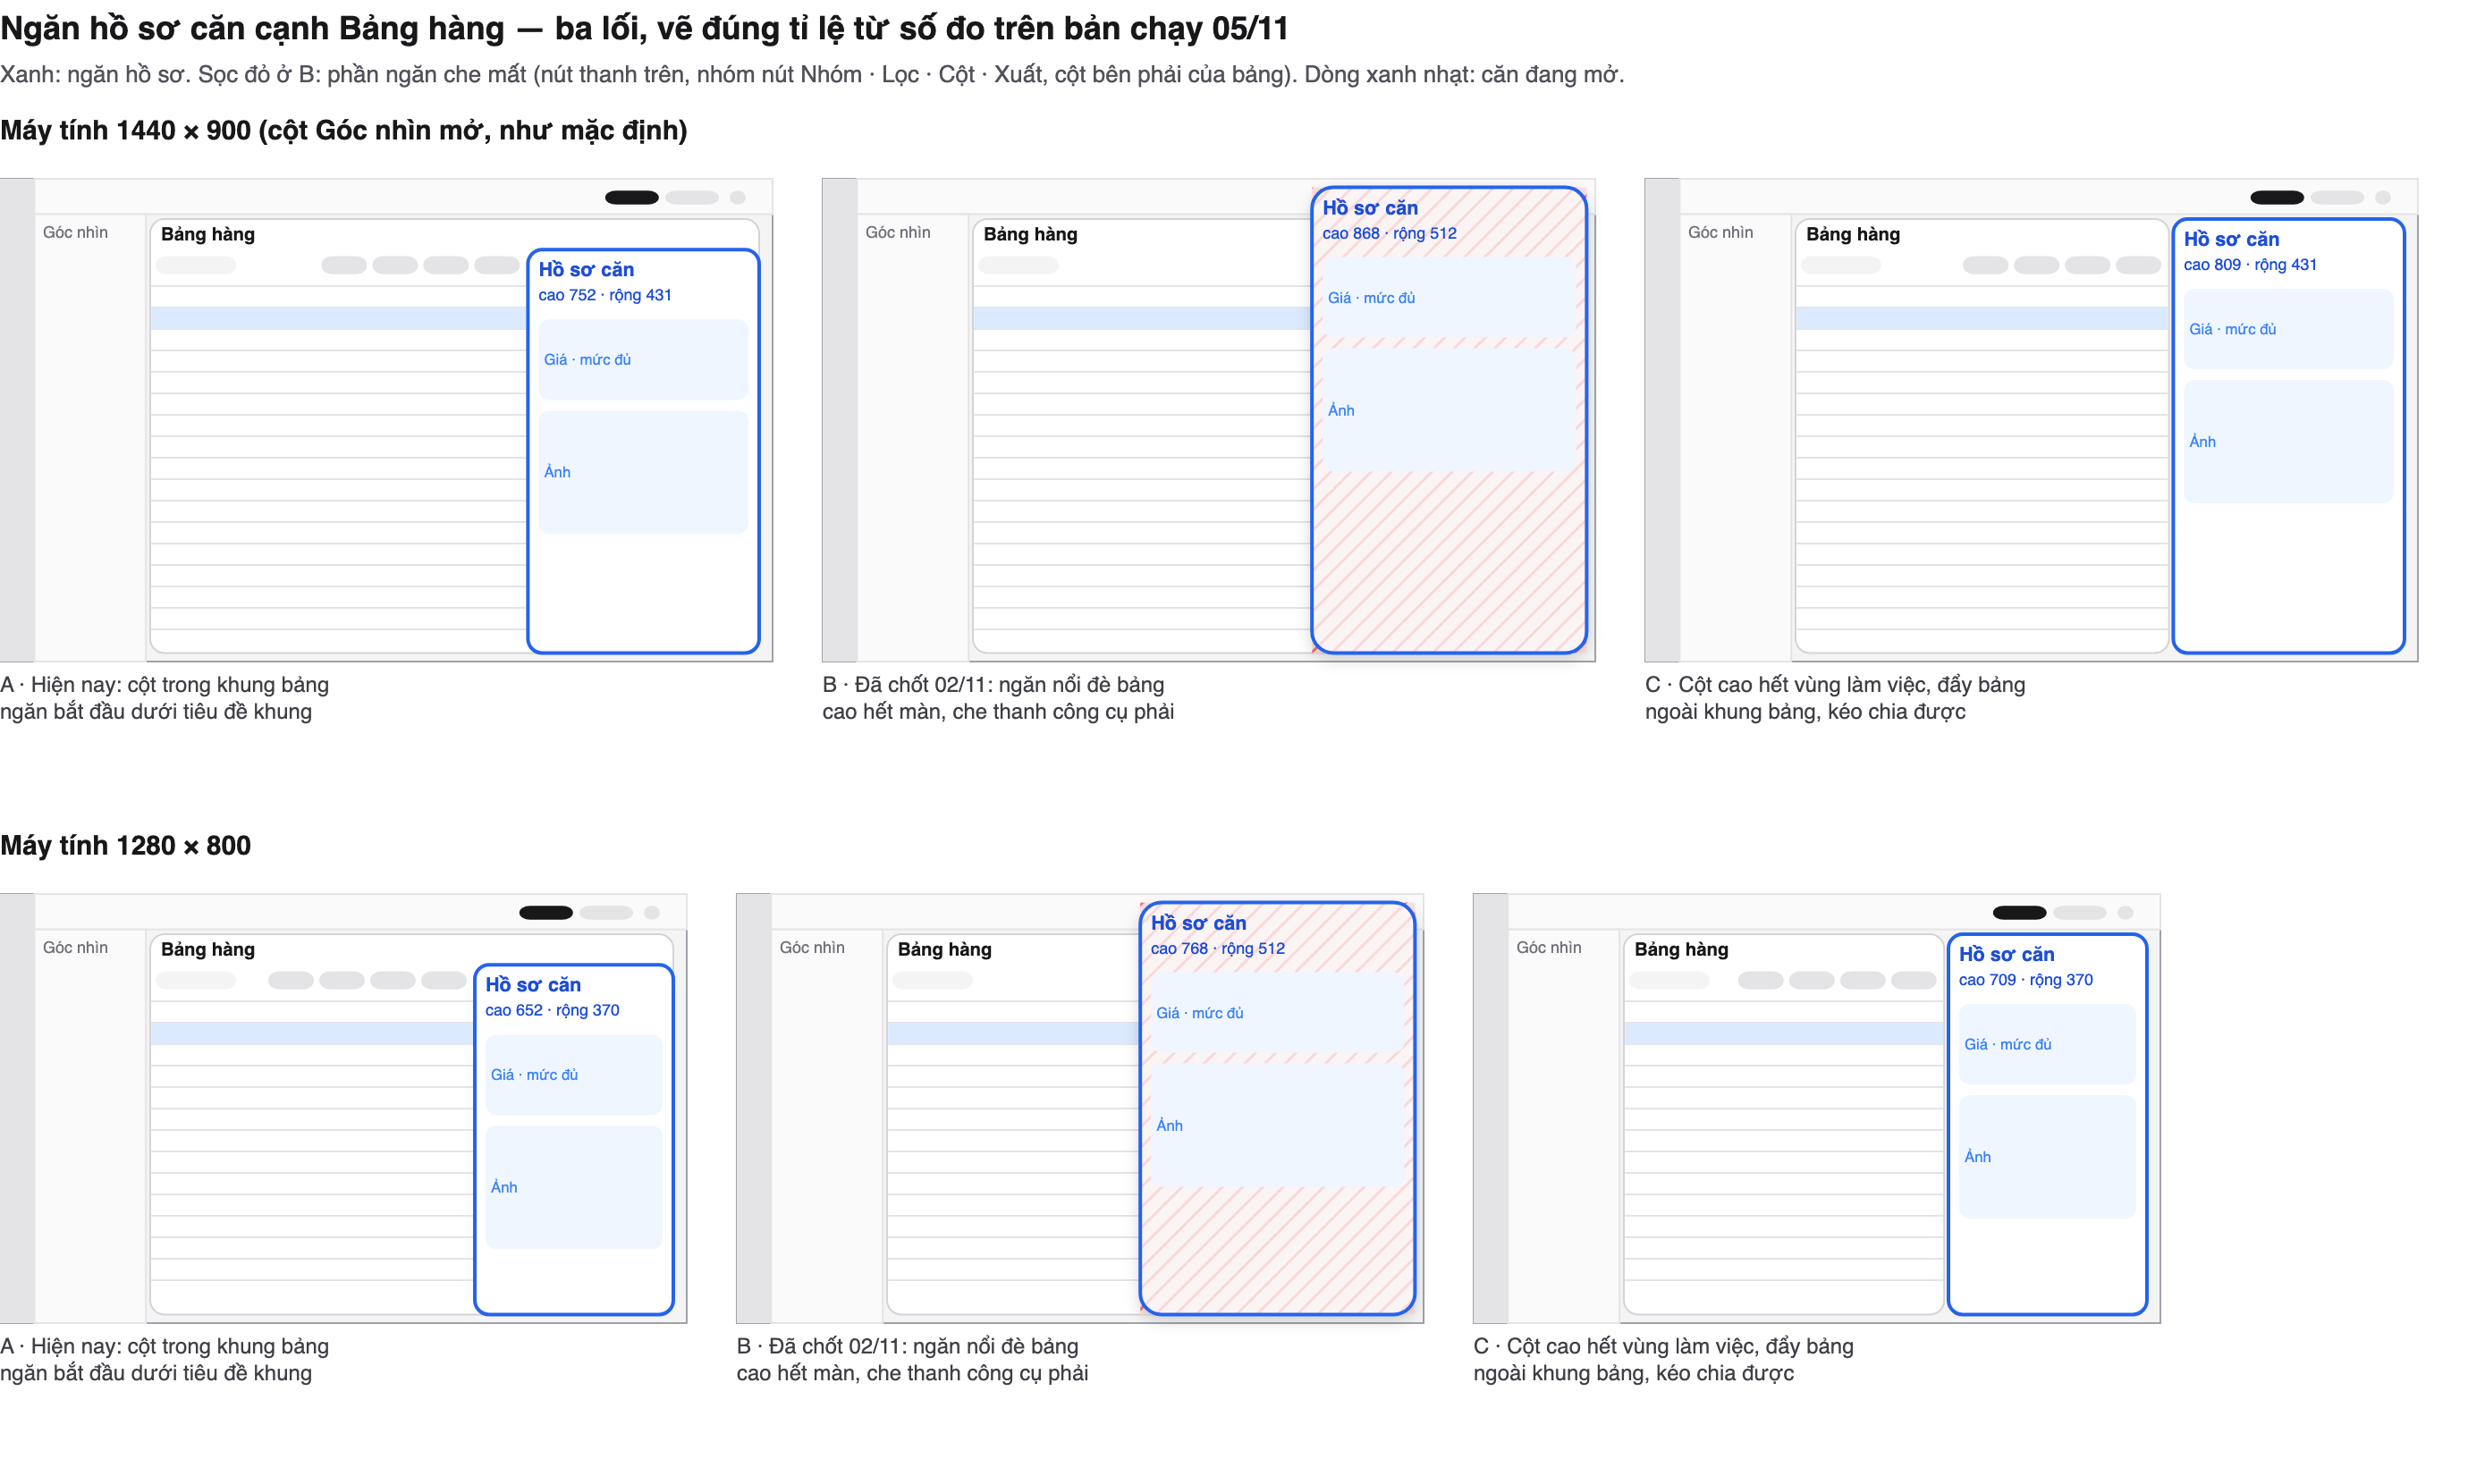 Ngăn hồ sơ căn cạnh Bảng hàng — ba lối, vẽ đúng tỉ lệ từ số đo trên bản chạy 05/11
Xanh: ngăn hồ sơ. Sọc đỏ ở B: phần ngăn che mất (nút thanh trên, nhóm nút Nhóm · Lọc · Cột · Xuất, cột bên phải của bảng). Dòng xanh nhạt: căn đang mở.
Máy tính 1440 × 900 (cột Góc nhìn mở, như mặc định)
Góc nhìn
Bảng hàng
Hồ sơ căn
cao 752 · rộng 431
Giá · mức đủ
Ảnh
A · Hiện nay: cột trong khung bảng
ngăn bắt đầu dưới tiêu đề khung
Góc nhìn
Bảng hàng
Hồ sơ căn
cao 868 · rộng 512
Giá · mức đủ
Ảnh
B · Đã chốt 02/11: ngăn nổi đè bảng
cao hết màn, che thanh công cụ phải
Góc nhìn
Bảng hàng
Hồ sơ căn
cao 809 · rộng 431
Giá · mức đủ
Ảnh
C · Cột cao hết vùng làm việc, đẩy bảng
ngoài khung bảng, kéo chia được
Máy tính 1280 × 800
Góc nhìn
Bảng hàng
Hồ sơ căn
cao 652 · rộng 370
Giá · mức đủ
Ảnh
A · Hiện nay: cột trong khung bảng
ngăn bắt đầu dưới tiêu đề khung
Góc nhìn
Bảng hàng
Hồ sơ căn
cao 768 · rộng 512
Giá · mức đủ
Ảnh
B · Đã chốt 02/11: ngăn nổi đè bảng
cao hết màn, che thanh công cụ phải
Góc nhìn
Bảng hàng
Hồ sơ căn
cao 709 · rộng 370
Giá · mức đủ
Ảnh
C · Cột cao hết vùng làm việc, đẩy bảng
ngoài khung bảng, kéo chia được